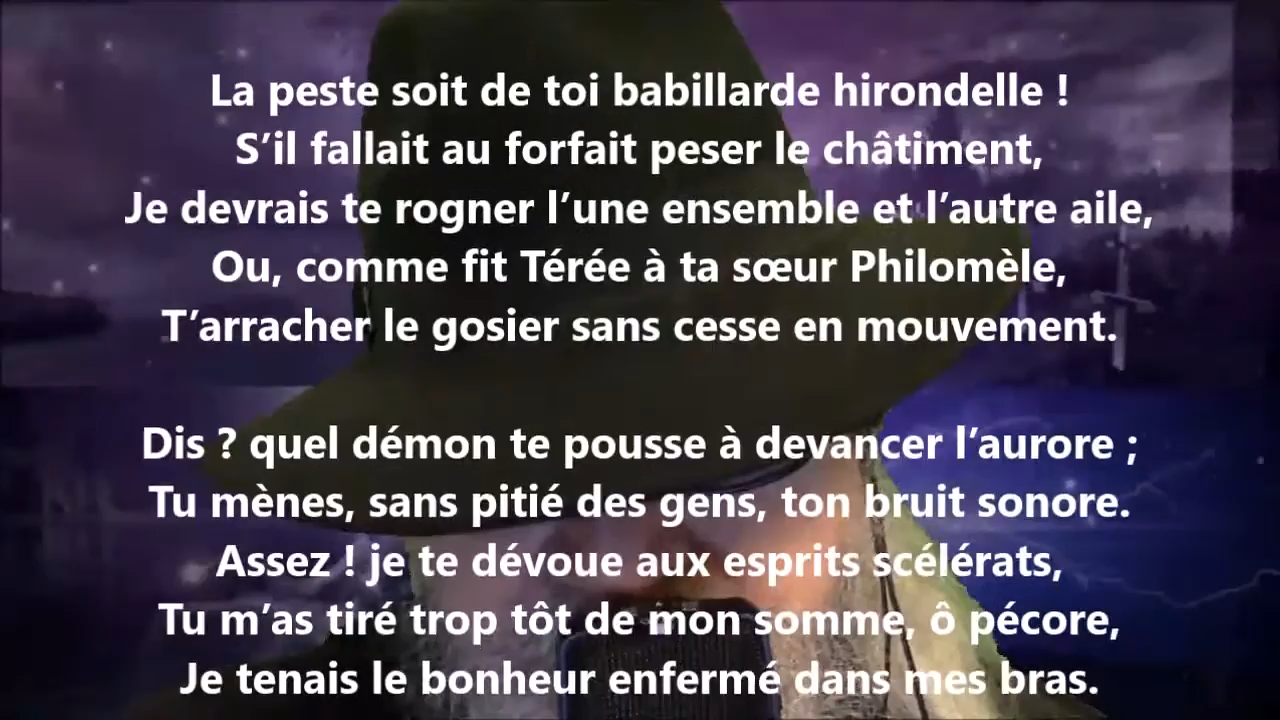 La peste soit de toi babillarde hirondelle !
S’il fallait au forfait peser le châtiment,
Je devrais te rogner l’une ensemble et l’autre aile,
Ou, comme fit Térée à ta sœur Philomèle,
T’arracher le gosier sans cesse en mouvement.
Dis ? quel démon te pousse à devancer l’aurore ;
Tu mènes, sans pitié des gens, ton bruit sonore.
Assez ! je te dévoue aux esprits scélérats,
Tu m’as tiré trop tôt de mon somme, ô pécore,
Je tenais le bonheur enfermé dans mes bras.